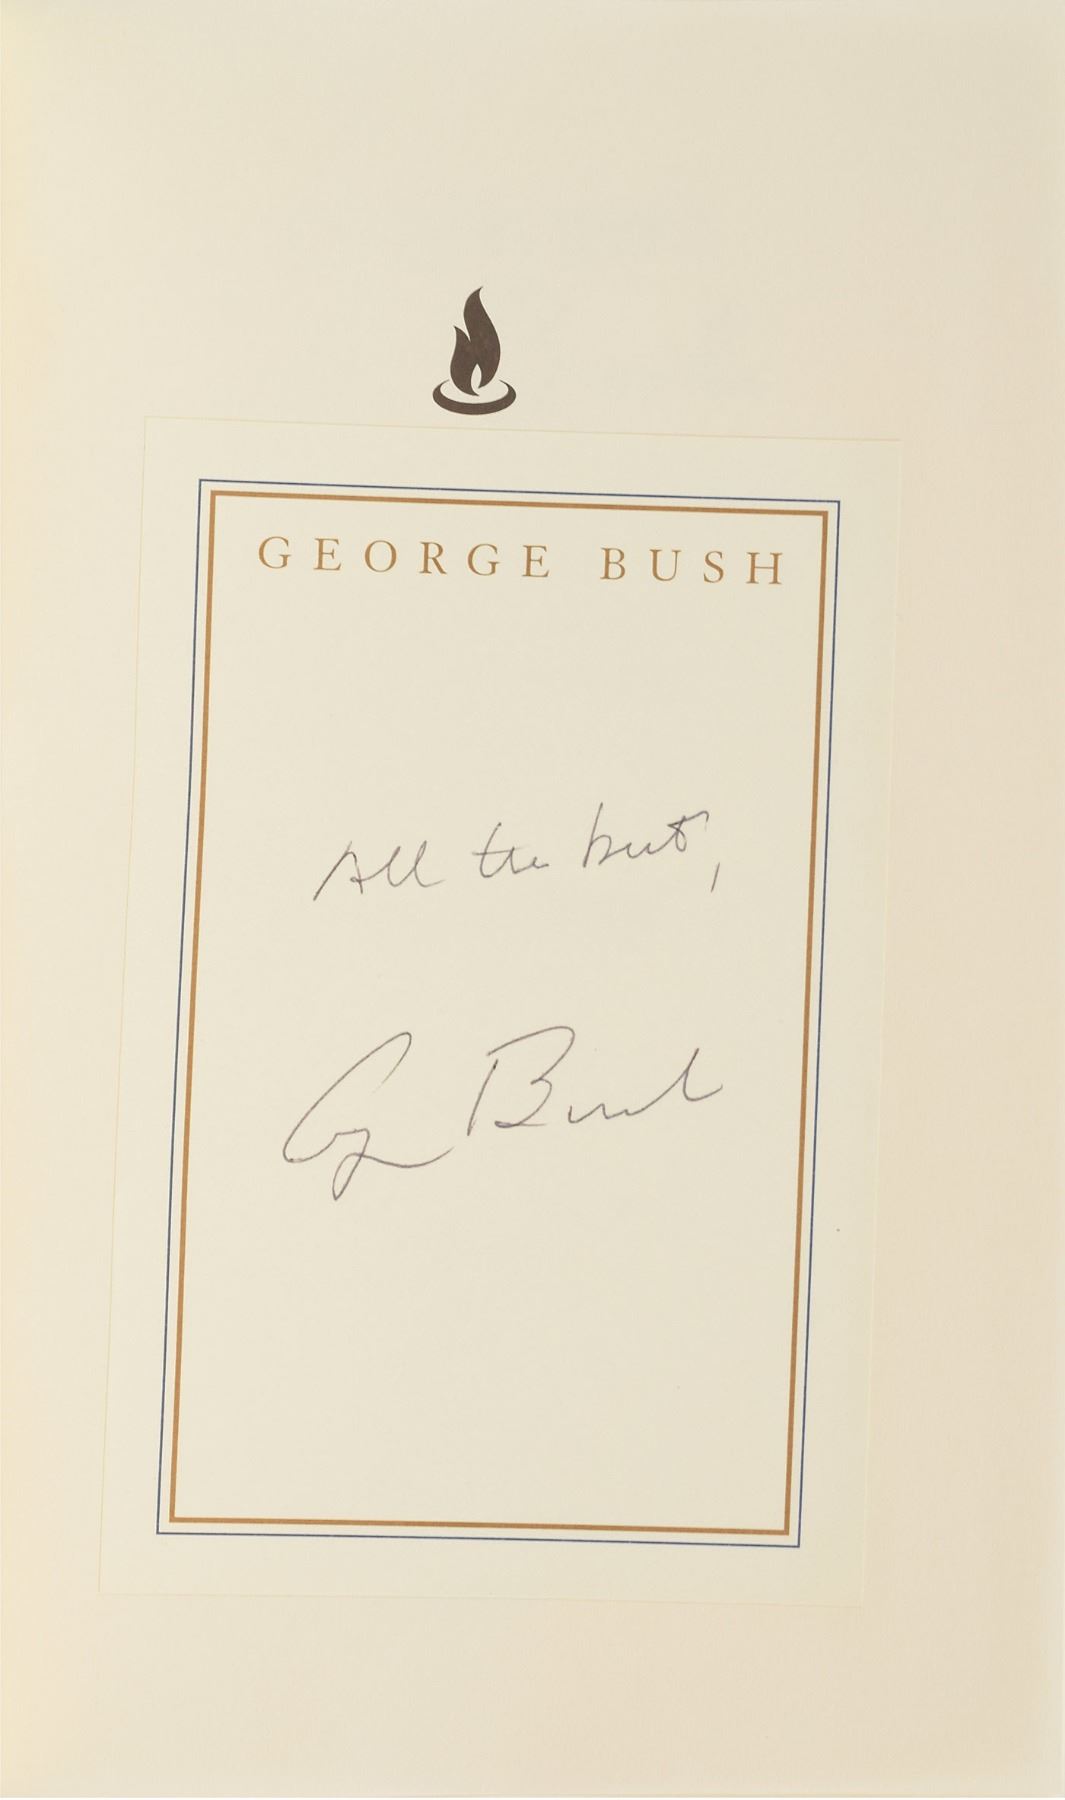 GEORGE BUSH
All the best,
G Bush